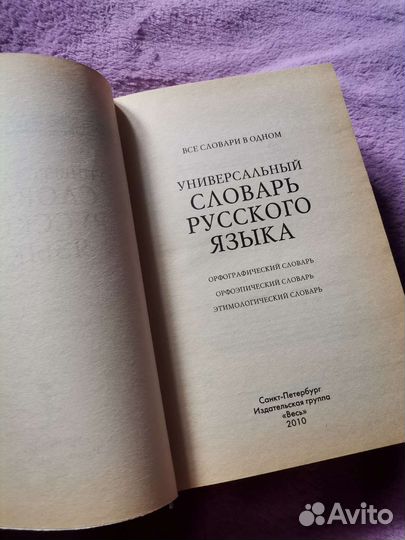 ВСЕ СЛОВАРИ В ОДНОМ
УНИВЕРСАЛЬНЫЙ
СЛОВАРЬ
РУССКОГО
ЯЗЫКА
ОРФОГРАФИЧЕСКИЙ СЛОВАРЬ
ОРФОЭПИЧЕСКИЙ СЛОВАРЬ
ЭТИМОЛОГИЧЕСКИЙ СЛОВАРЬ
Санкт-Петербург
Издательская группа
«Весь»
2010
Avito